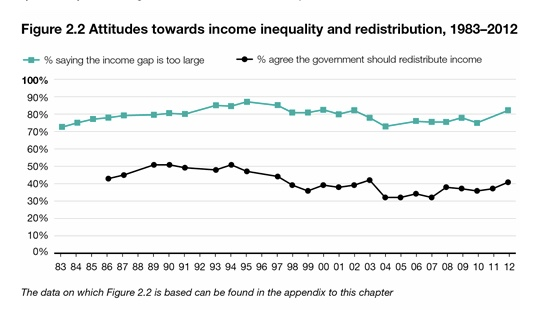 Figure 2.2 Attitudes towards income inequality and redistribution, 1983–2012
% saying the income gap is too large % agree the government should redistribute income
100%
90%
80%
70%
60%
50%
40%
30%
20%
10%
0%
83 84 85 86 87 88 89 90 91 92 93 94 95 96 97 98 99 00 01 02 03 04 05 06 07 08 09 10 11 12
The data on which Figure 2.2 is based can be found in the appendix to this chapter